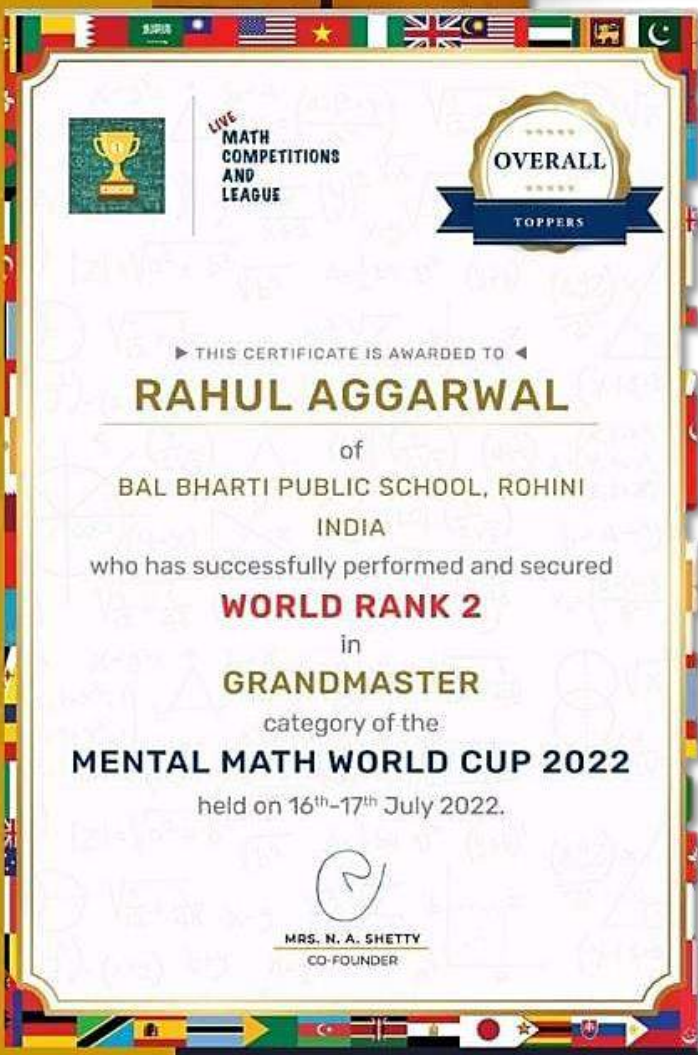 LIVE
MATH
COMPETITIONS
AND
LEAGUE
OVERALL
TOPPERS
THIS CERTIFICATE IS AWARDED TO
RAHUL AGGARWAL
of
BAL BHARTI PUBLIC SCHOOL, ROHINI
INDIA
who has successfully performed and secured
WORLD RANK 2
in
GRANDMASTER
category of the
MENTAL MATH WORLD CUP 2022
held on 16th-17th July 2022.
MRS. N. A. SHETTY
CO-FOUNDER